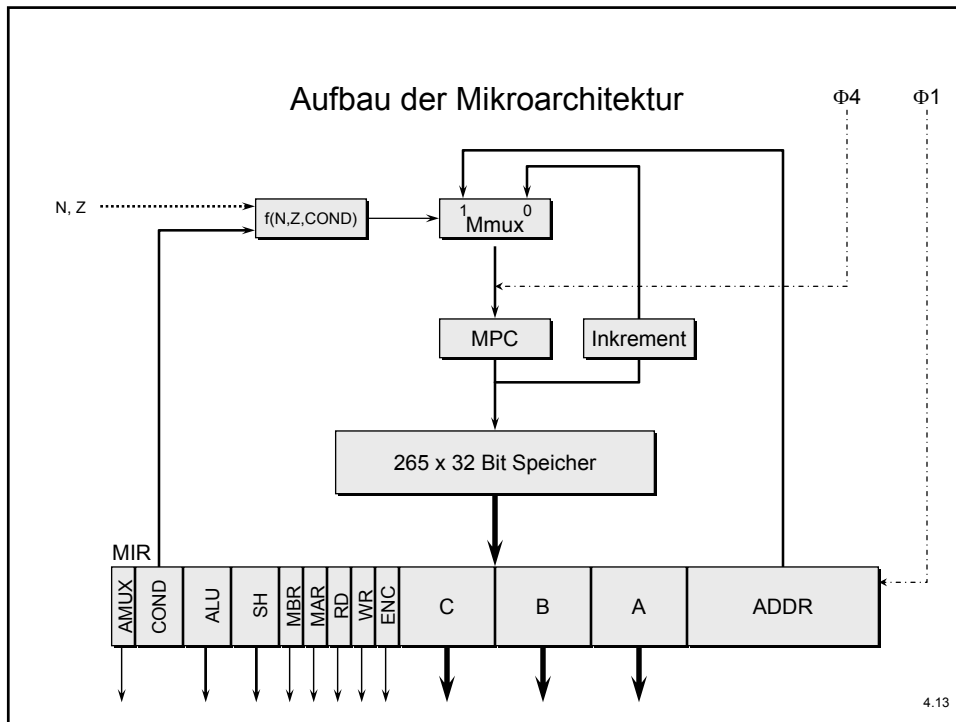 Aufbau der Mikroarchitektur
Φ4
Φ1
N, Z
f(N,Z,COND)
1
0
Mmux
MPC
Inkrement
265 x 32 Bit Speicher
MIR
AMUX
COND
ALU
SH
MBR
MAR
RD
WR
ENC
C
B
A
ADDR
4.13